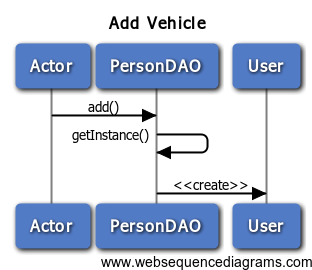 Add Vehicle
Actor PersonDAO User
add()
getInstance()
<<create>>
Actor PersonDAO User
www.websequencediagrams.com